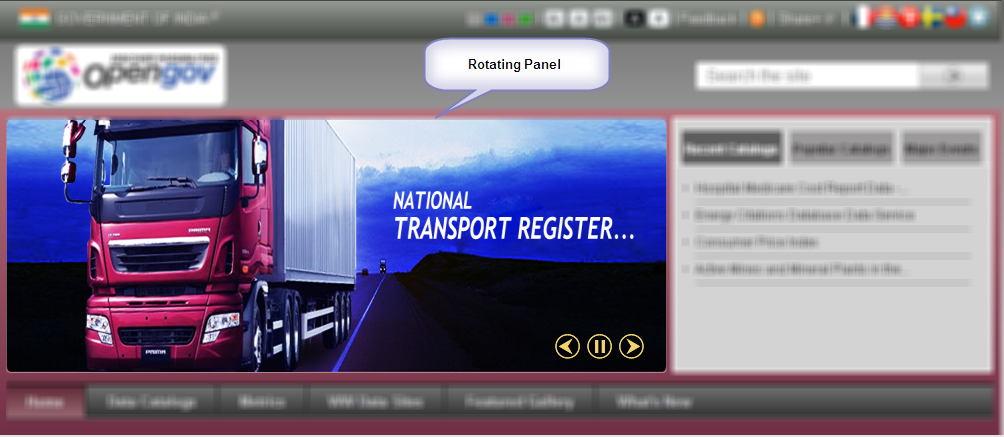 GOVERNMENT OF INDIA
opengov
Rotating Panel
Search the site
Feedback
NATIONAL
TRANSPORT REGISTER...
PRIMA
Recent Catalogs
Popular Catalogs
Major Events
Hospital Medicare Cost Report Data -...
Energy Citations Database Data Service
Consumer Price Index
Active Mines and Mineral Plants in the...
Home
Data Catalogs
Metrics
WW Data Sites
Featured Gallery
What's New